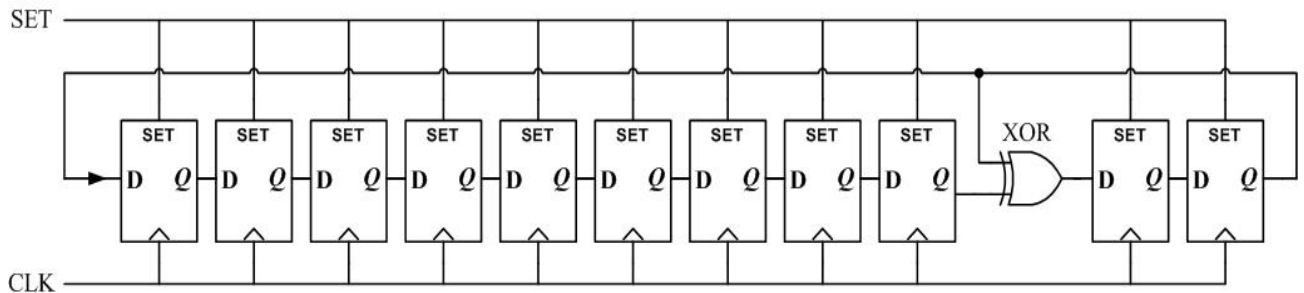 SET
SET SET SET SET SET SET SET SET SET XOR SET SET
D Q D Q D Q D Q D Q D Q D Q D Q D Q D Q D Q
CLK